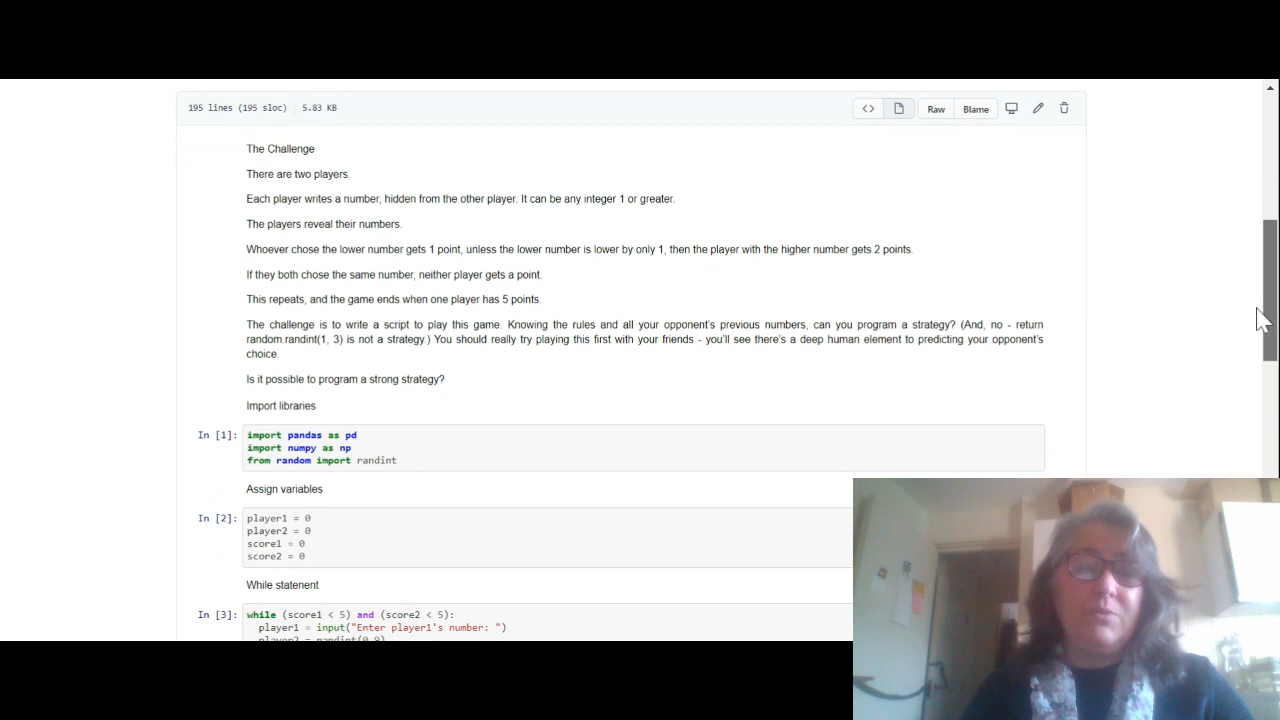 195 lines (195 sloc) 5.83 KB
<> Raw Blame
The Challenge
There are two players.
Each player writes a number, hidden from the other player. It can be any integer 1 or greater.
The players reveal their numbers.
Whoever chose the lower number gets 1 point, unless the lower number is lower by only 1, then the player with the higher number gets 2 points.
If they both chose the same number, neither player gets a point.
This repeats, and the game ends when one player has 5 points.
The challenge is to write a script to play this game. Knowing the rules and all your opponent's previous numbers, can you program a strategy? (And, no - return
random.randint(1, 3) is not a strategy.) You should really try playing this first with your friends - you'll see there's a deep human element to predicting your opponent's
choice.
Is it possible to program a strong strategy?
Import libraries
In [1]: import pandas as pd
import numpy as np
from random import randint
Assign variables
In [2]: player1 = 0
player2 = 0
score1 = 0
score2 = 0
While statenent
In [3]: while (score1 < 5) and (score2 < 5):
player1 = input("Enter player1's number: ")
player2 = randint(0,9)